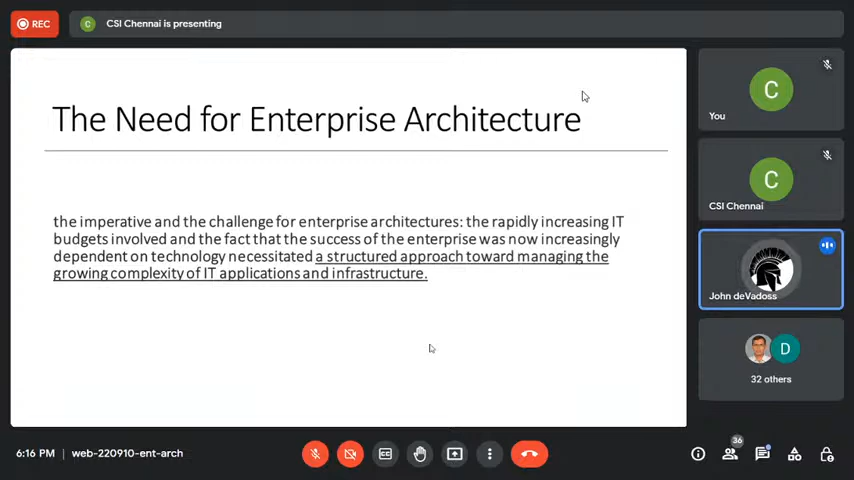 REC
C
CSI Chennai is presenting
The Need for Enterprise Architecture
the imperative and the challenge for enterprise architectures: the rapidly increasing IT
budgets involved and the fact that the success of the enterprise was now increasingly
dependent on technology necessitated a structured approach toward managing the
growing complexity of IT applications and infrastructure.
C
You
C
CSI Chennai
John deVadoss
D
32 others
6:16 PM | web-220910-ent-arch
CC
36